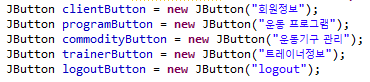 JButton clientButton = new JButton("회원정보");
JButton programButton = new JButton("운동 프로그램");
JButton commodityButton = new JButton("운동기구 관리");
JButton trainerButton = new JButton("트레이너정보");
JButton logoutButton = new JButton("logout");